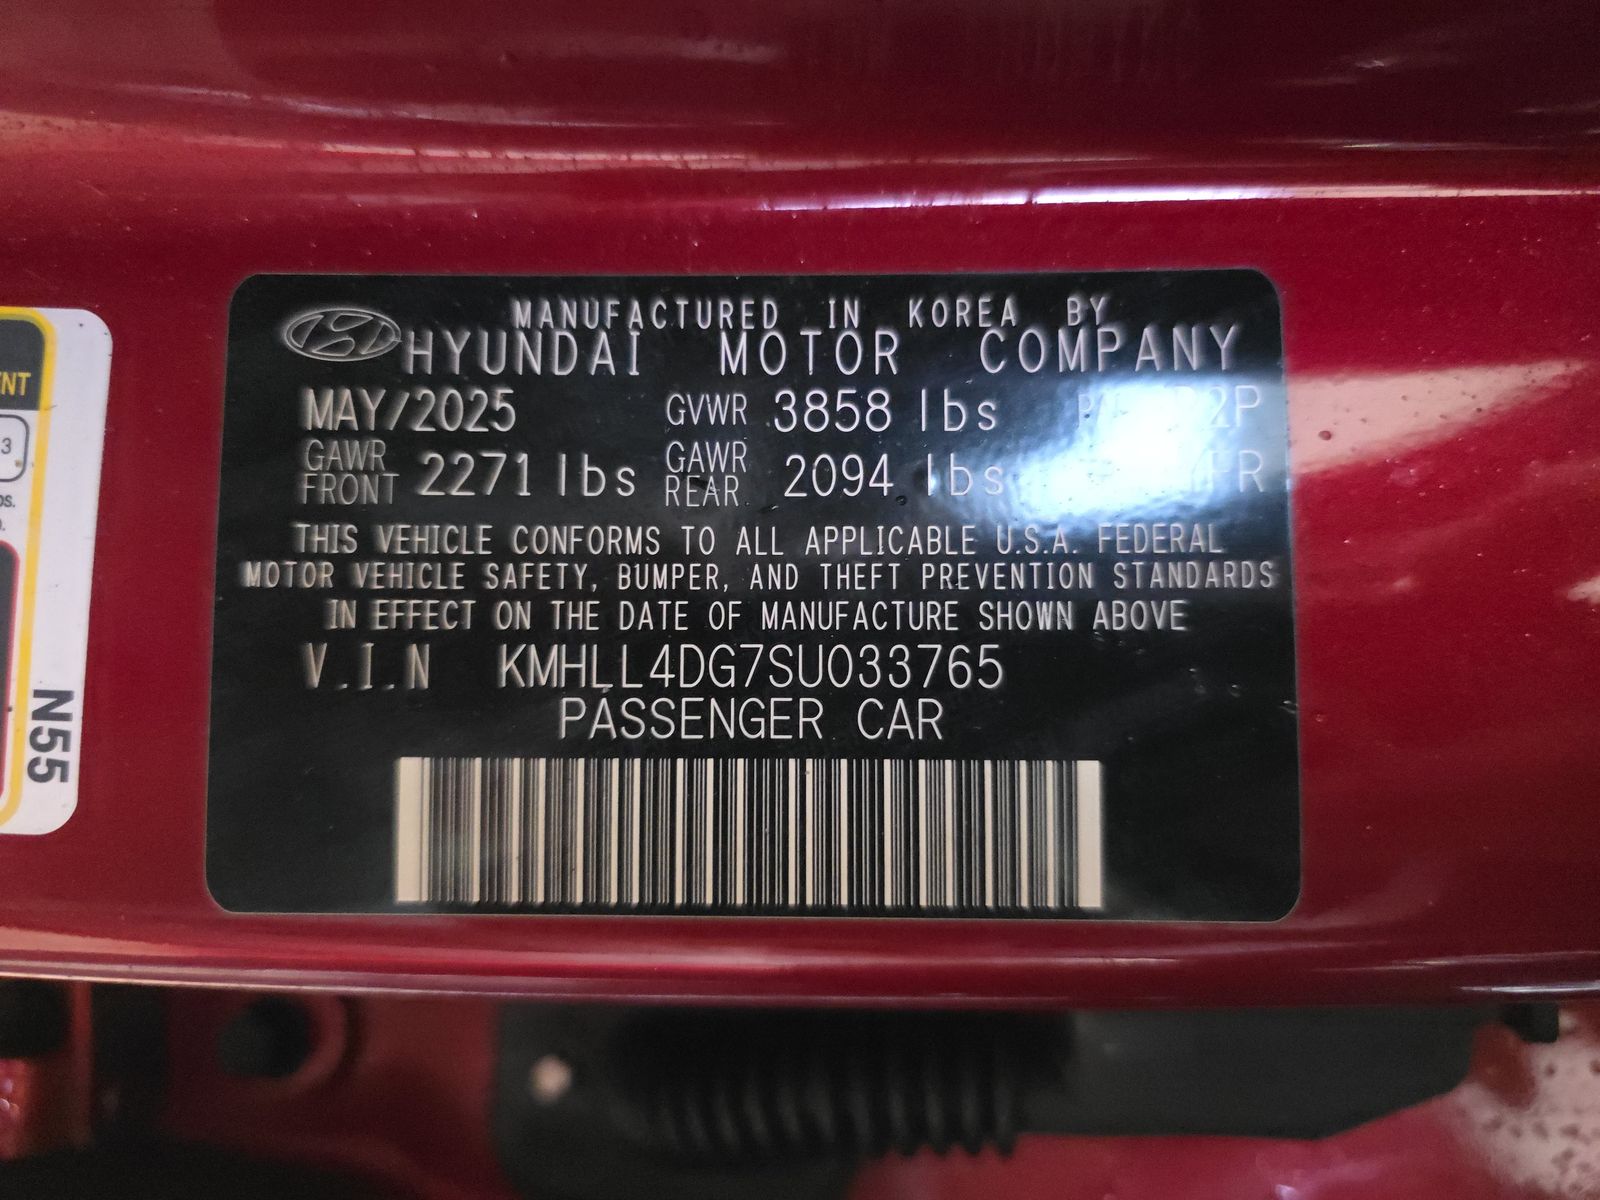 MANUFACTURED IN KOREA BY
HYUNDAI MOTOR COMPANY
MAY/2025 GVWR 3858 lbs
GAWR FRONT 2271 lbs GAWR REAR 2094 lbs
THIS VEHICLE CONFORMS TO ALL APPLICABLE U.S.A. FEDERAL
MOTOR VEHICLE SAFETY, BUMPER, AND THEFT PREVENTION STANDARDS
IN EFFECT ON THE DATE OF MANUFACTURE SHOWN ABOVE
V.I.N KMHLL4DG7SU033765
PASSENGER CAR
N55
3